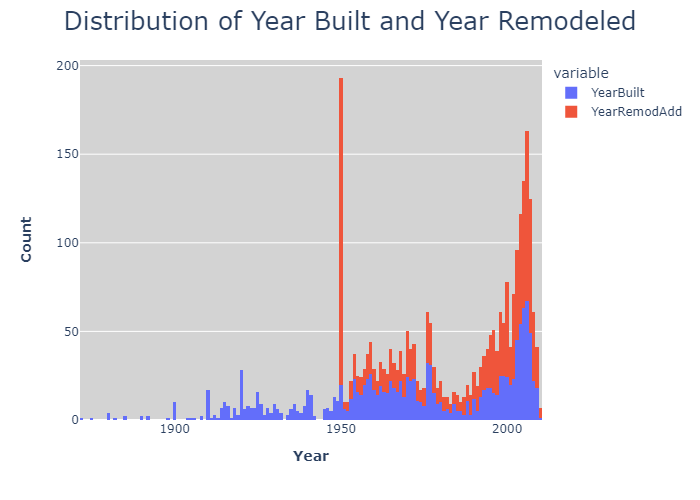 Distribution of Year Built and Year Remodeled
variable
YearBuilt
YearRemodAdd
200
150
100
50
0
Count
1900
1950
2000
Year